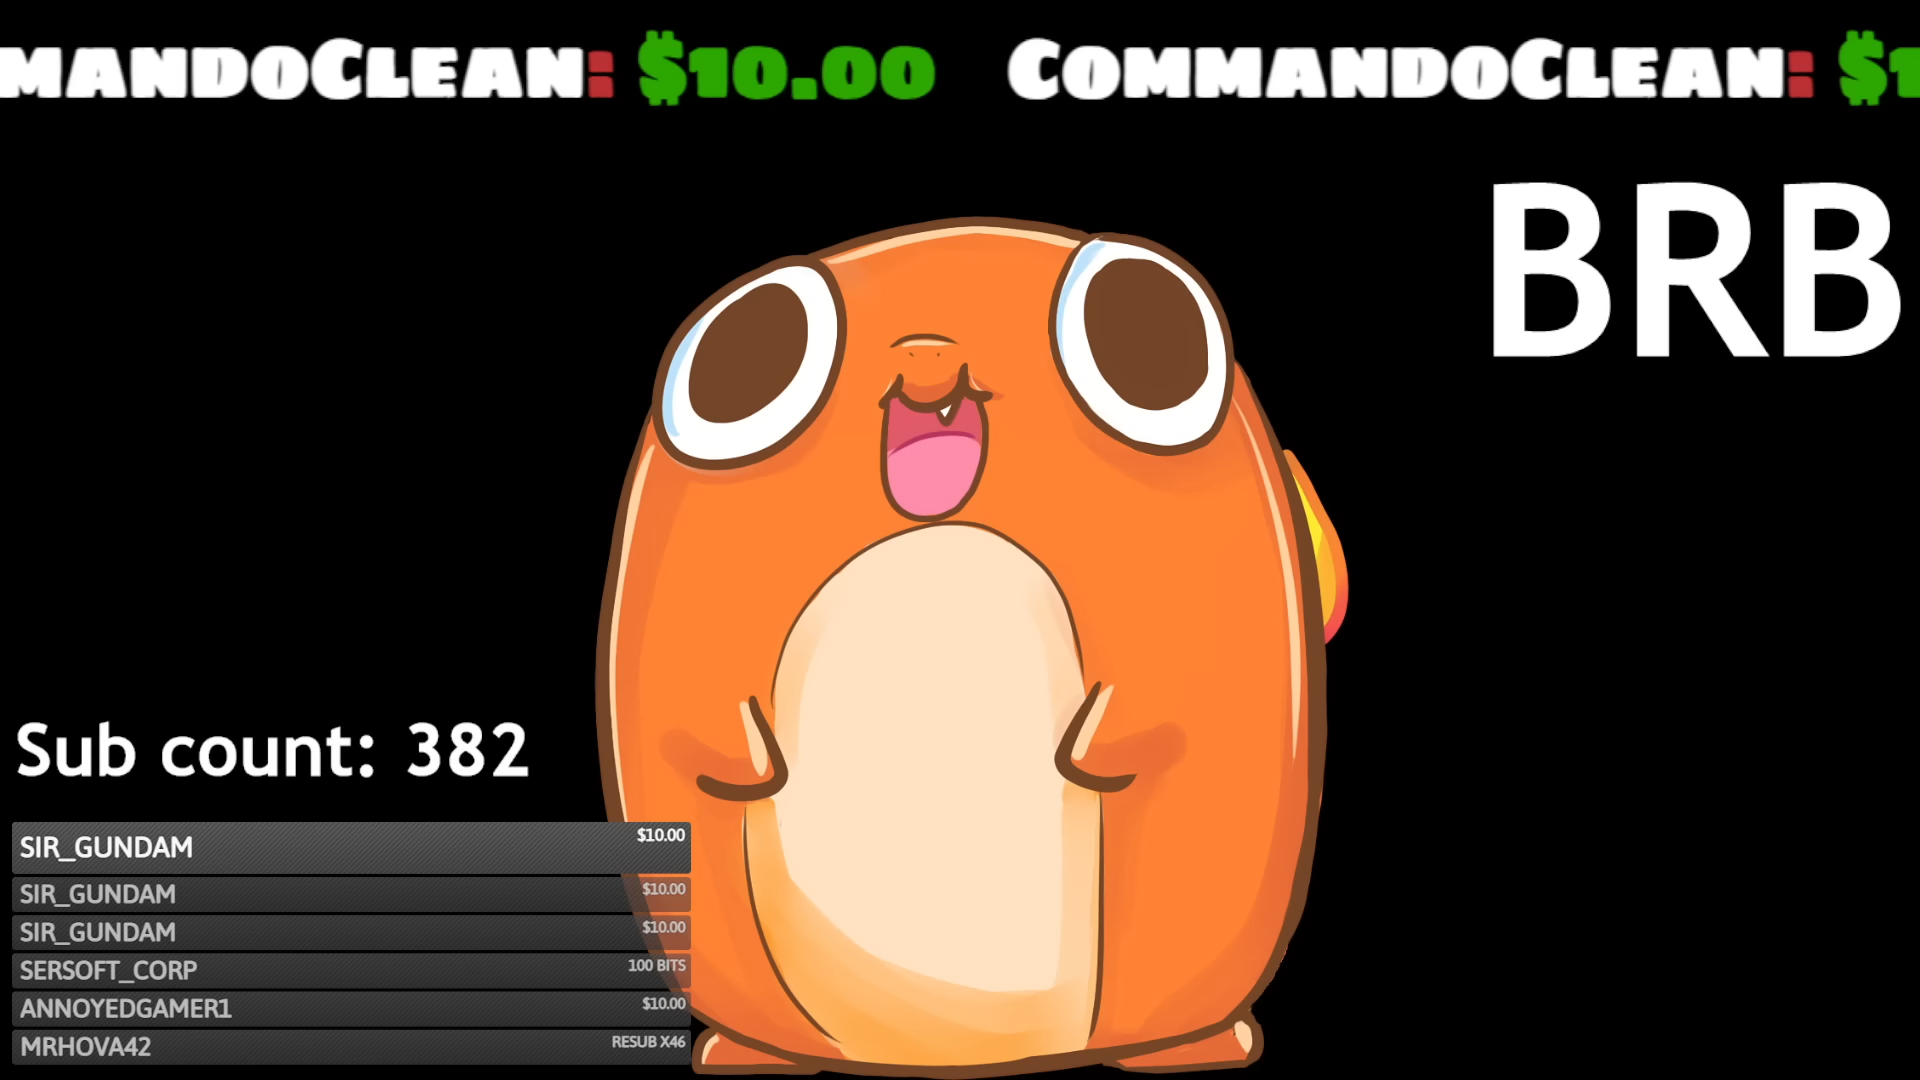 MANDOCLEAN: $10.00 COMMANDOCLEAN: $1
BRB
Sub count: 382
SIR_GUNDAM $10.00
SIR_GUNDAM $10.00
SIR_GUNDAM $10.00
SERSOFT_CORP 100 BITS
ANNOYEDGAMER1 $10.00
MRHOVA42 RESUB X46